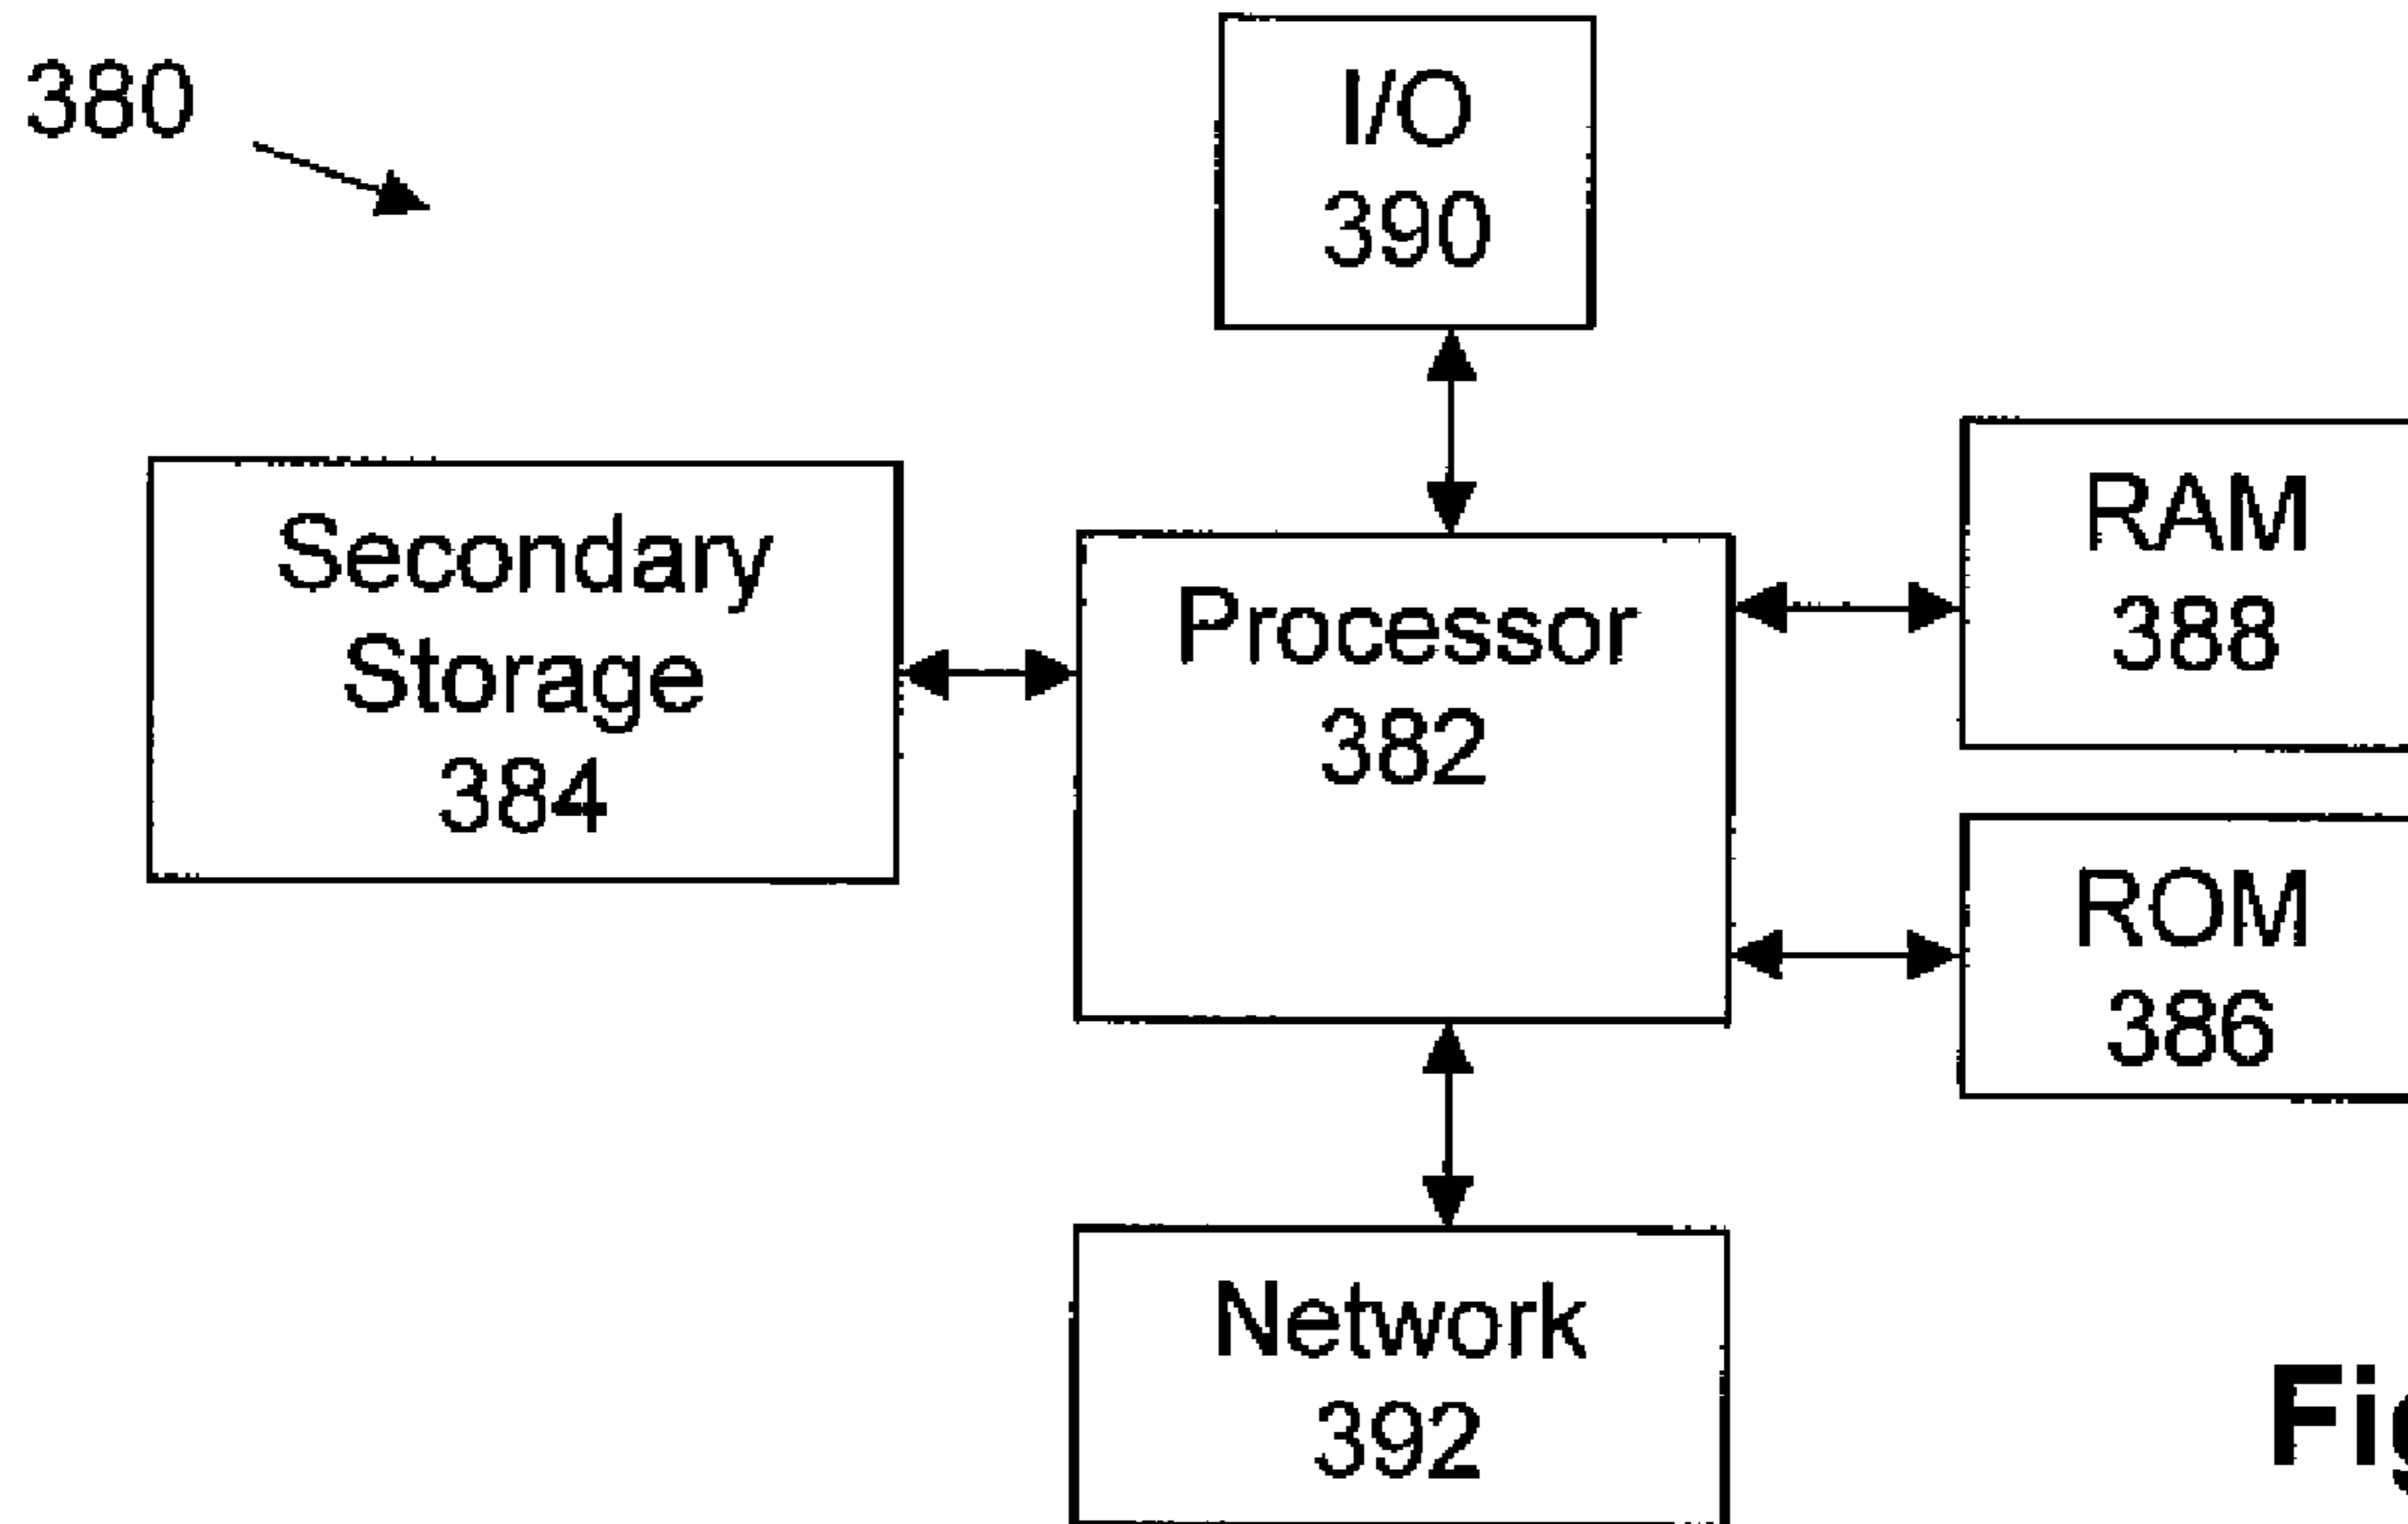 380
I/O
390
Secondary
Storage
384
Processor
382
RAM
388
ROM
386
Network
392